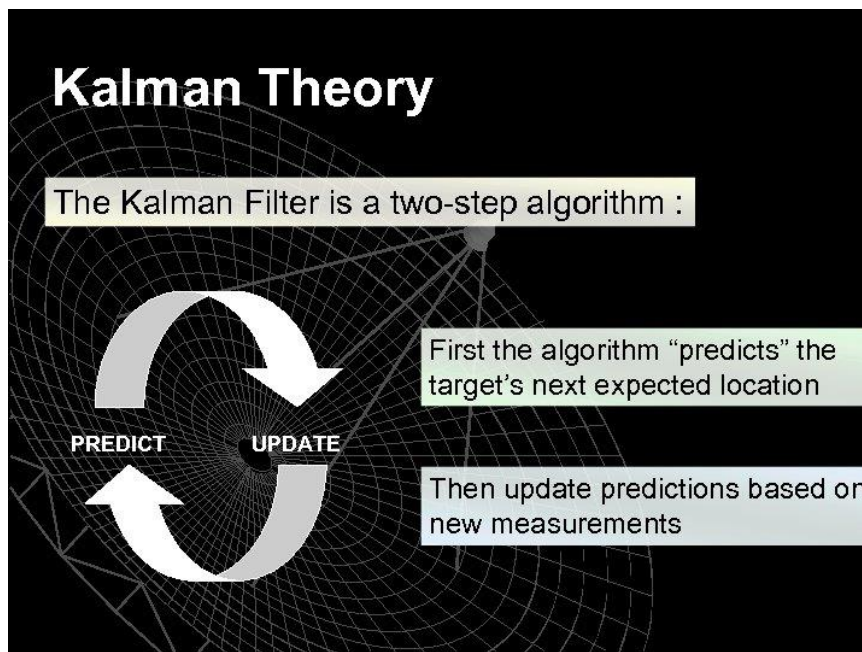 Kalman Theory
The Kalman Filter is a two-step algorithm :
First the algorithm “predicts” the
target’s next expected location
PREDICT UPDATE
Then update predictions based on
new measurements